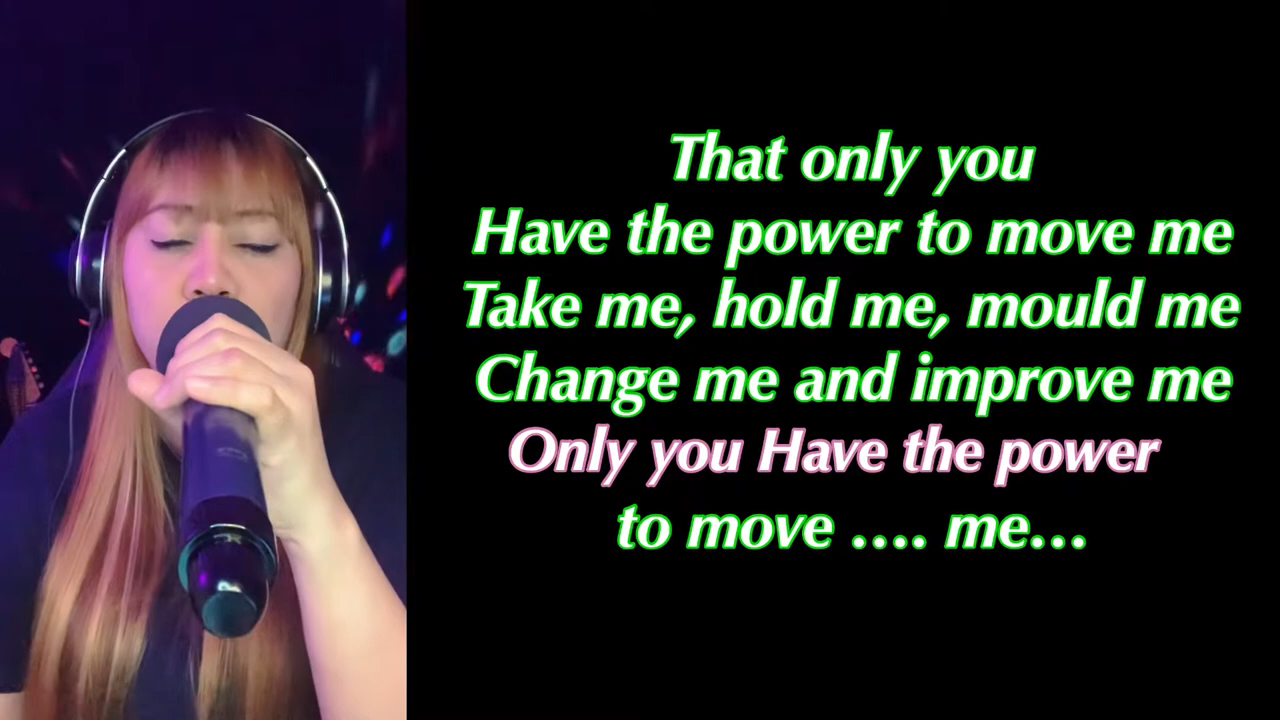 That only you
Have the power to move me
Take me, hold me, mould me
Change me and improve me
Only you Have the power
to move .... me...